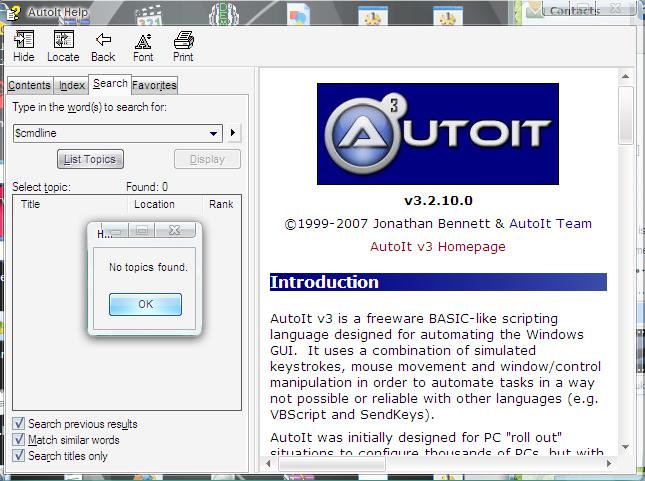 AutoIt Help
Contacts
Hide Locate Back Font Print
Contents Index Search Favorites
Type in the word(s) to search for:
$cmdline
List Topics Display
Select topic: Found: 0
Title Location Rank
H...
No topics found.
OK
Search previous results
Match similar words
Search titles only
3
AUTOIT
v3.2.10.0
©1999-2007 Jonathan Bennett & AutoIt Team
AutoIt v3 Homepage
Introduction
AutoIt v3 is a freeware BASIC-like scripting
language designed for automating the Windows
GUI. It uses a combination of simulated
keystrokes, mouse movement and window/control
manipulation in order to automate tasks in a way
not possible or reliable with other languages (e.g.
VBScript and SendKeys).
AutoIt was initially designed for PC "roll out"
situations to configure thousands of PCs, but with